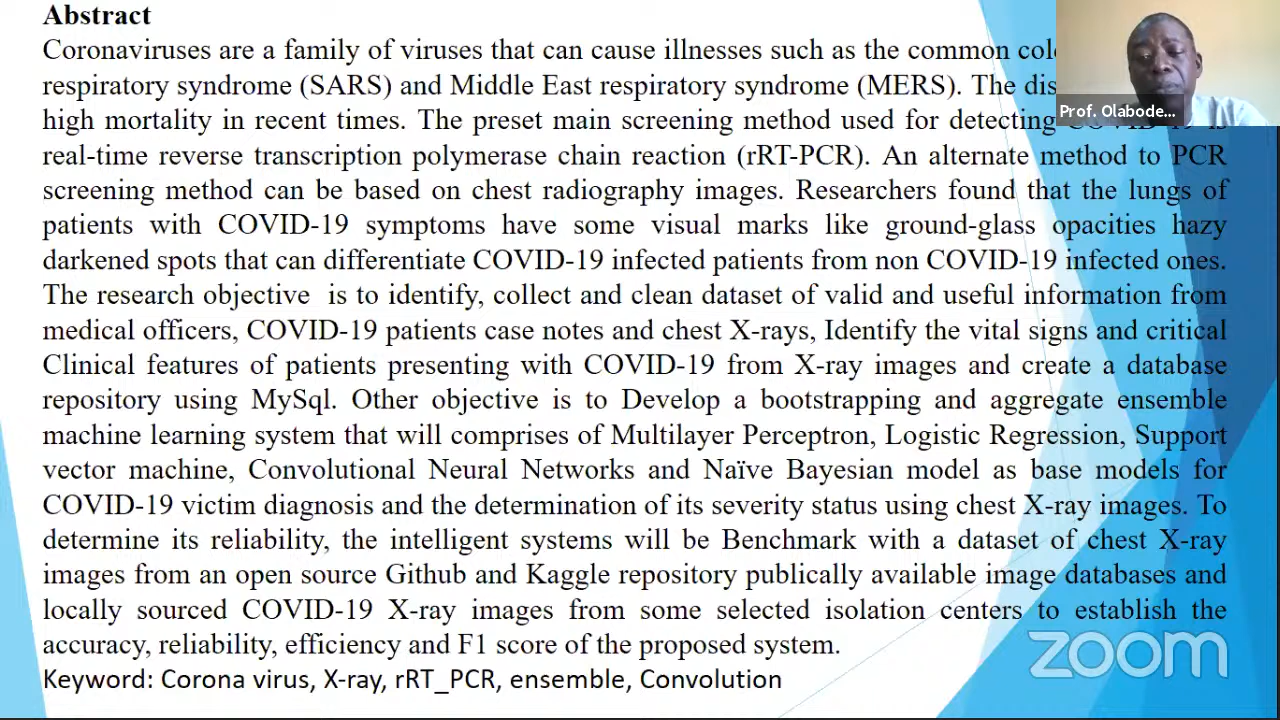 Abstract
Coronaviruses are a family of viruses that can cause illnesses such as the common
respiratory syndrome (SARS) and Middle East respiratory syndrome (MERS). The
high mortality in recent times. The preset main screening method used for detecting
real-time reverse transcription polymerase chain reaction (rRT-PCR). An alternate method to PCR
screening method can be based on chest radiography images. Researchers found that the lungs of
patients with COVID-19 symptoms have some visual marks like ground-glass opacities hazy
darkened spots that can differentiate COVID-19 infected patients from non COVID-19 infected ones.
The research objective is to identify, collect and clean dataset of valid and useful information from
medical officers, COVID-19 patients case notes and chest X-rays, Identify the vital signs and critical
Clinical features of patients presenting with COVID-19 from X-ray images and create a database
repository using MySql. Other objective is to Develop a bootstrapping and aggregate ensemble
machine learning system that will comprises of Multilayer Perceptron, Logistic Regression, Support
vector machine, Convolutional Neural Networks and Naïve Bayesian model as base models for
COVID-19 victim diagnosis and the determination of its severity status using chest X-ray images. To
determine its reliability, the intelligent systems will be Benchmark with a dataset of chest X-ray
images from an open source Github and Kaggle repository publically available image databases and
locally sourced COVID-19 X-ray images from some selected isolation centers to establish the
accuracy, reliability, efficiency and F1 score of the proposed system.
Keyword: Corona virus, X-ray, rRT_PCR, ensemble, Convolution
Prof. Olabode...
zoom